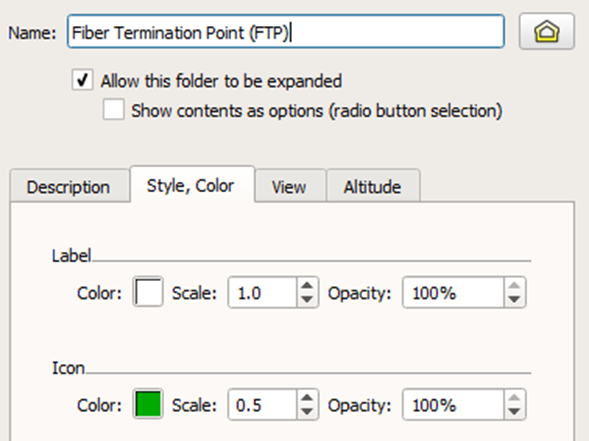 Name: Fiber Termination Point (FTP)
Allow this folder to be expanded
Show contents as options (radio button selection)
Description Style, Color View Altitude
Label
Color: Scale: 1.0 Opacity: 100%
Icon
Color: Scale: 0.5 Opacity: 100%